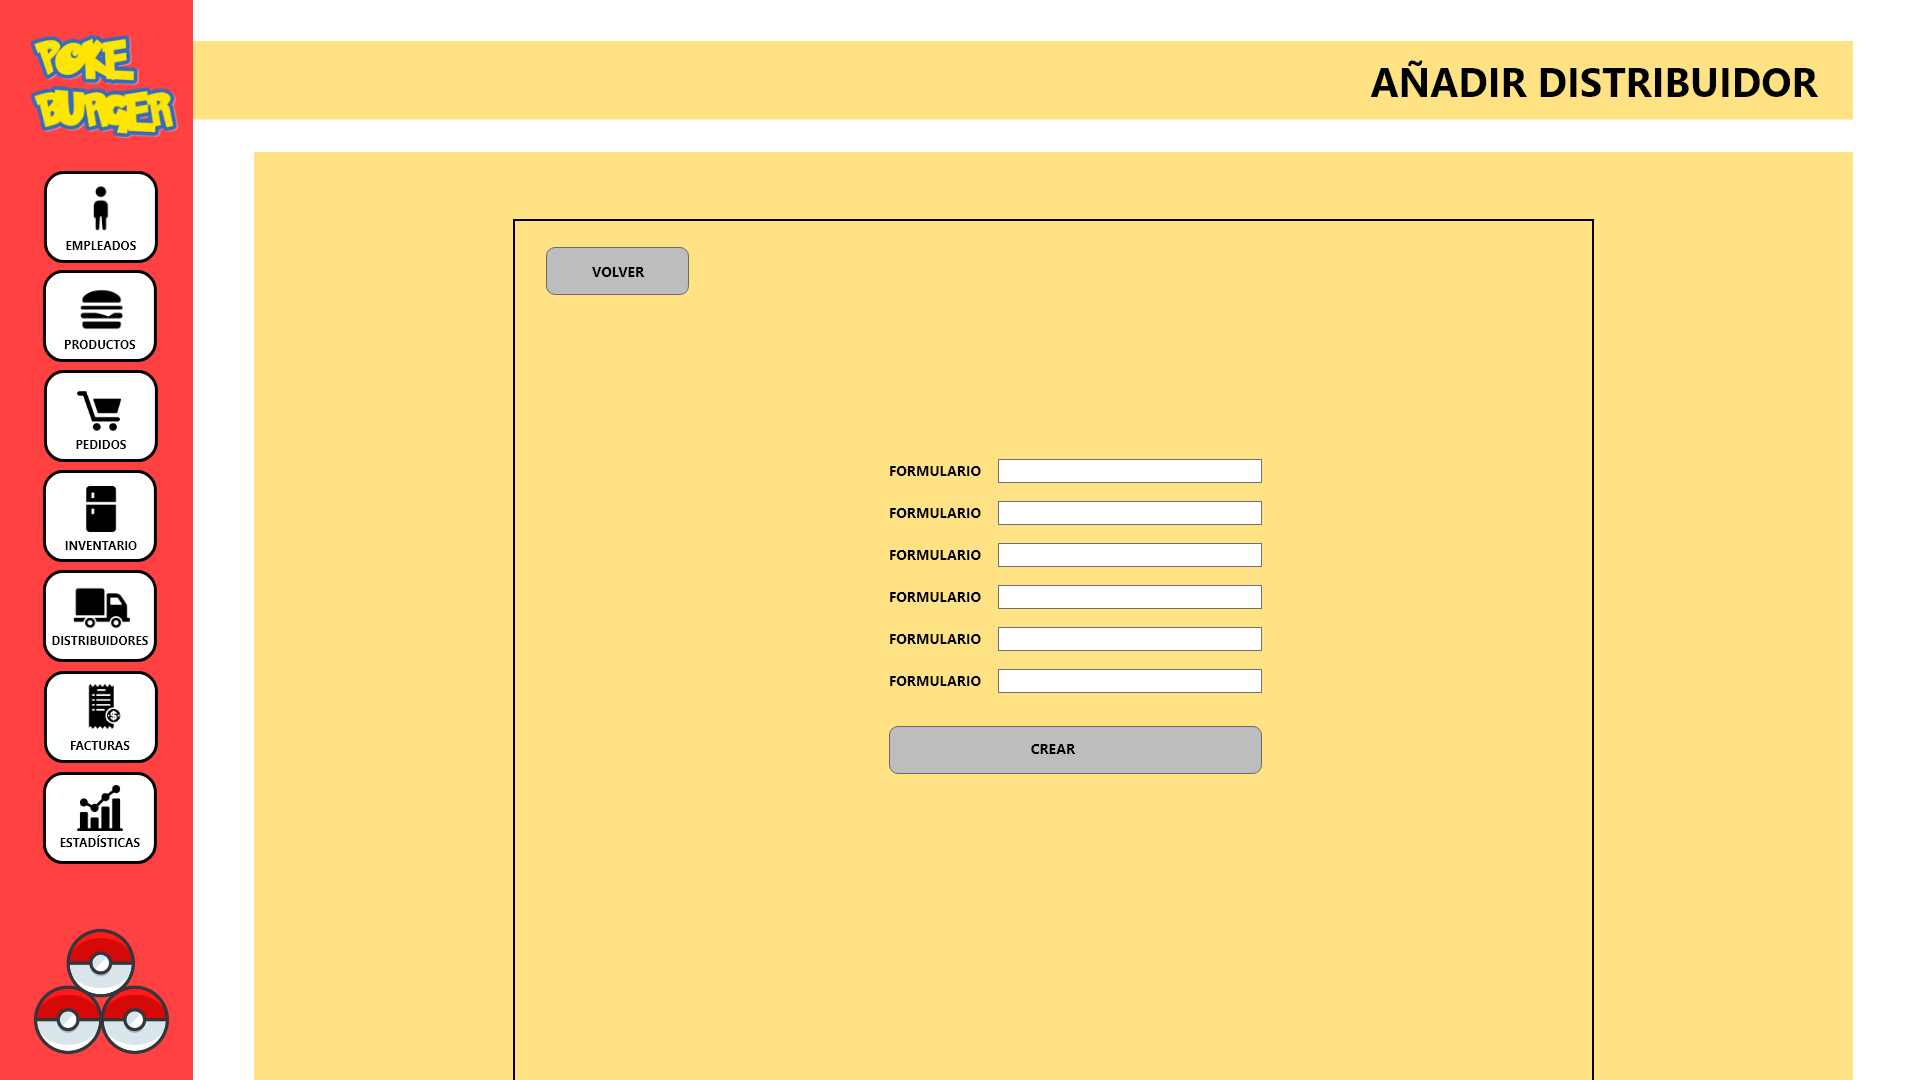 POKE
BURGER
AÑADIR DISTRIBUIDOR
EMPLEADOS
PRODUCTOS
PEDIDOS
INVENTARIO
DISTRIBUIDORES
FACTURAS
ESTADÍSTICAS
VOLVER
FORMULARIO
FORMULARIO
FORMULARIO
FORMULARIO
FORMULARIO
FORMULARIO
CREAR